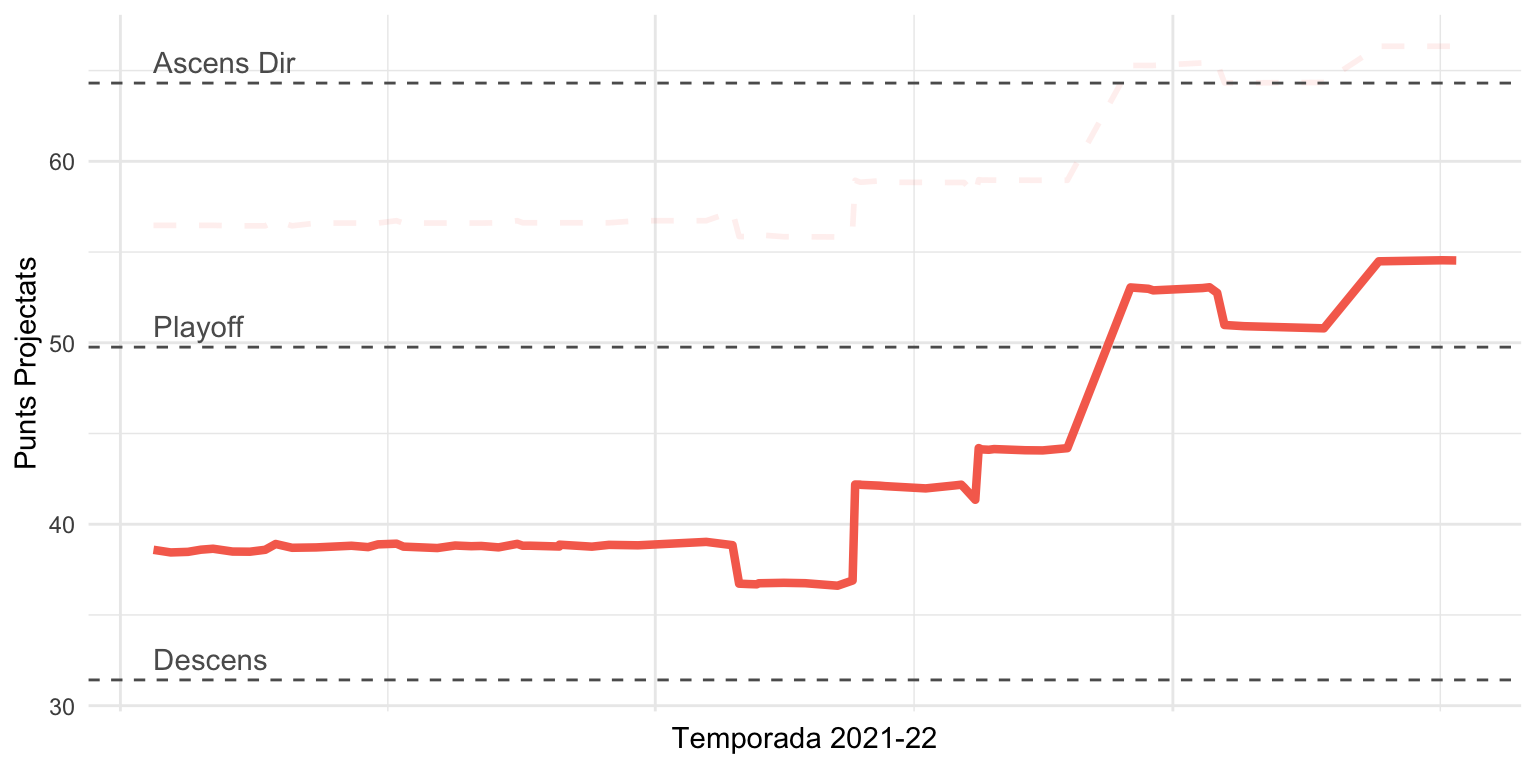 Ascens Dir
60
Playoff
50
40
Descens
30
Punts Projectats
Temporada 2021-22